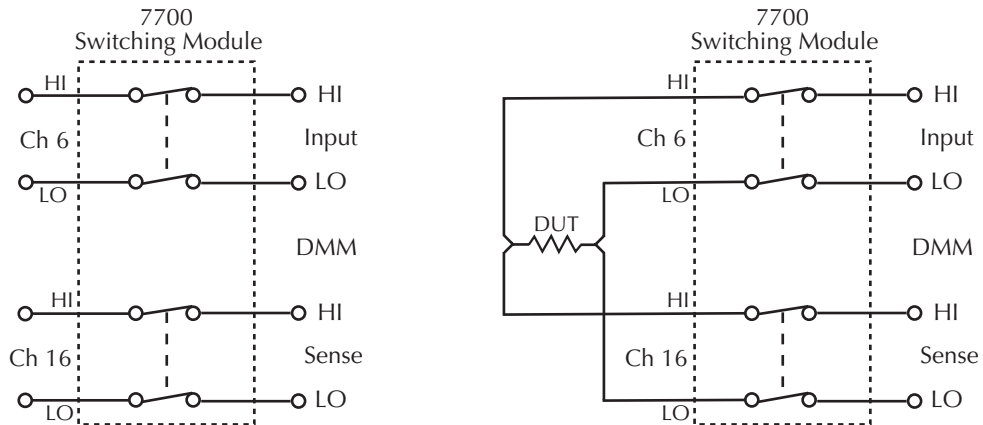 7700
Switching Module
HI
HI
Ch 6
Input
LO
LO
DMM
HI
HI
Ch 16
Sense
LO
LO
7700
Switching Module
HI
HI
Ch 6
Input
LO
LO
DUT
DMM
HI
HI
Ch 16
Sense
LO
LO